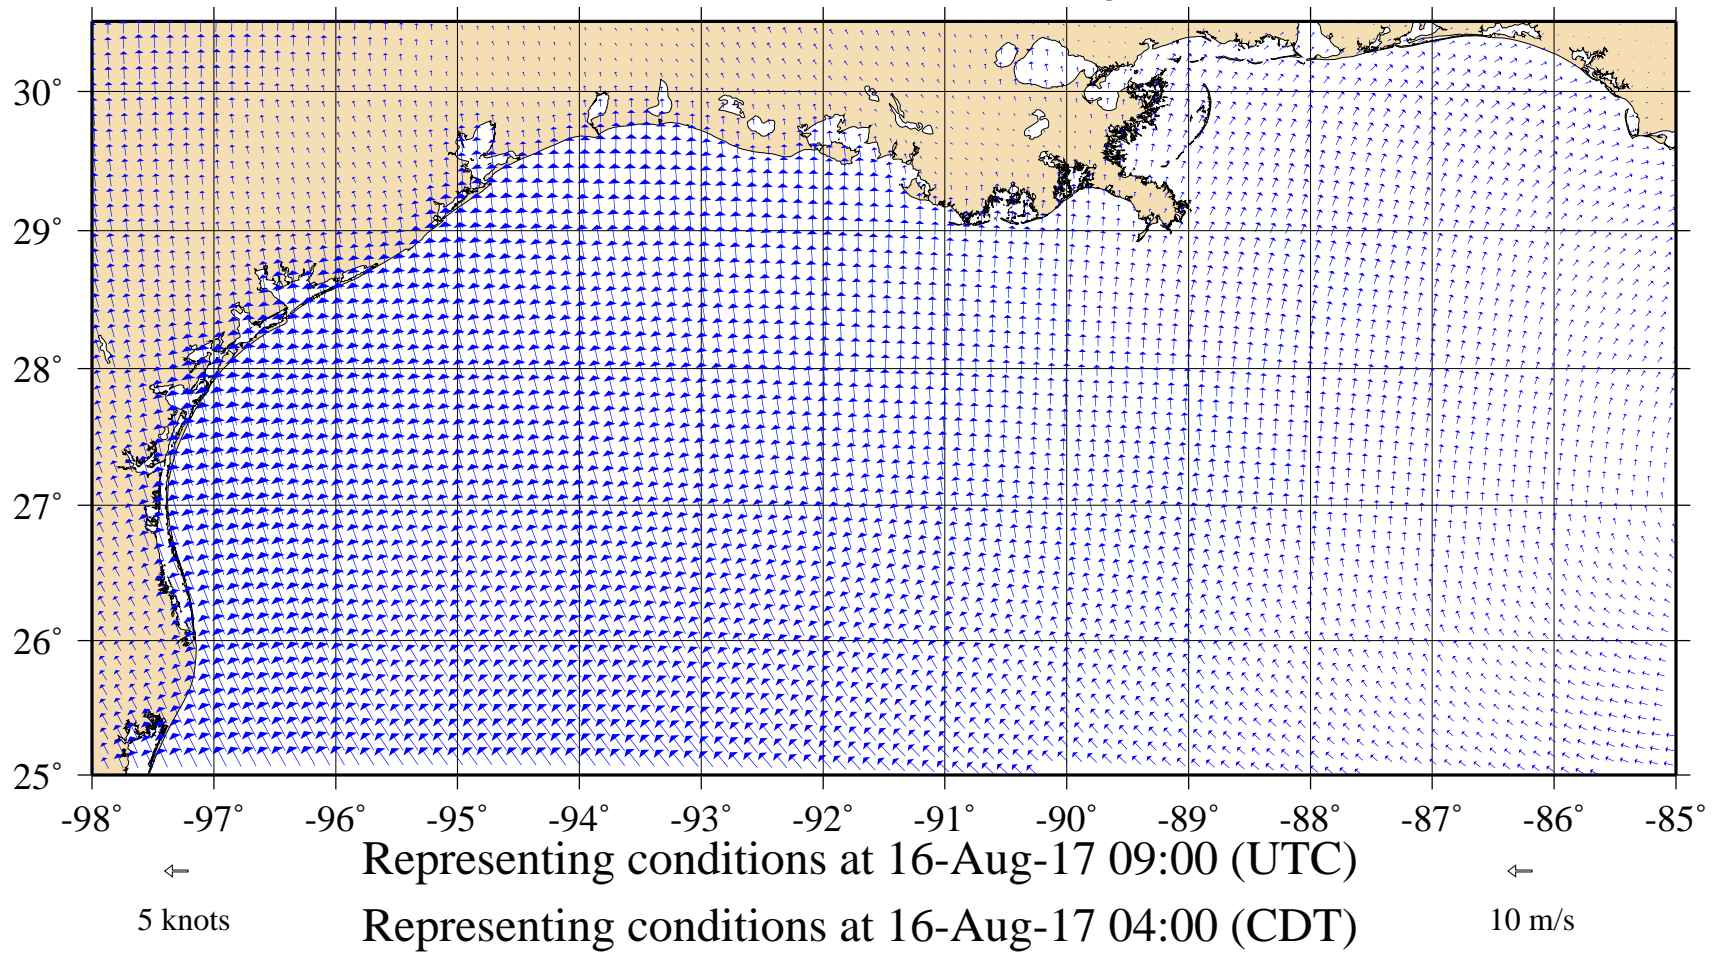 30°
29°
28°
27°
26°
25°
-98° -97° -96° -95° -94° -93° -92° -91° -90° -89° -88° -87° -86° -85°
Representing conditions at 16-Aug-17 09:00 (UTC)
5 knots
10 m/s
Representing conditions at 16-Aug-17 04:00 (CDT)